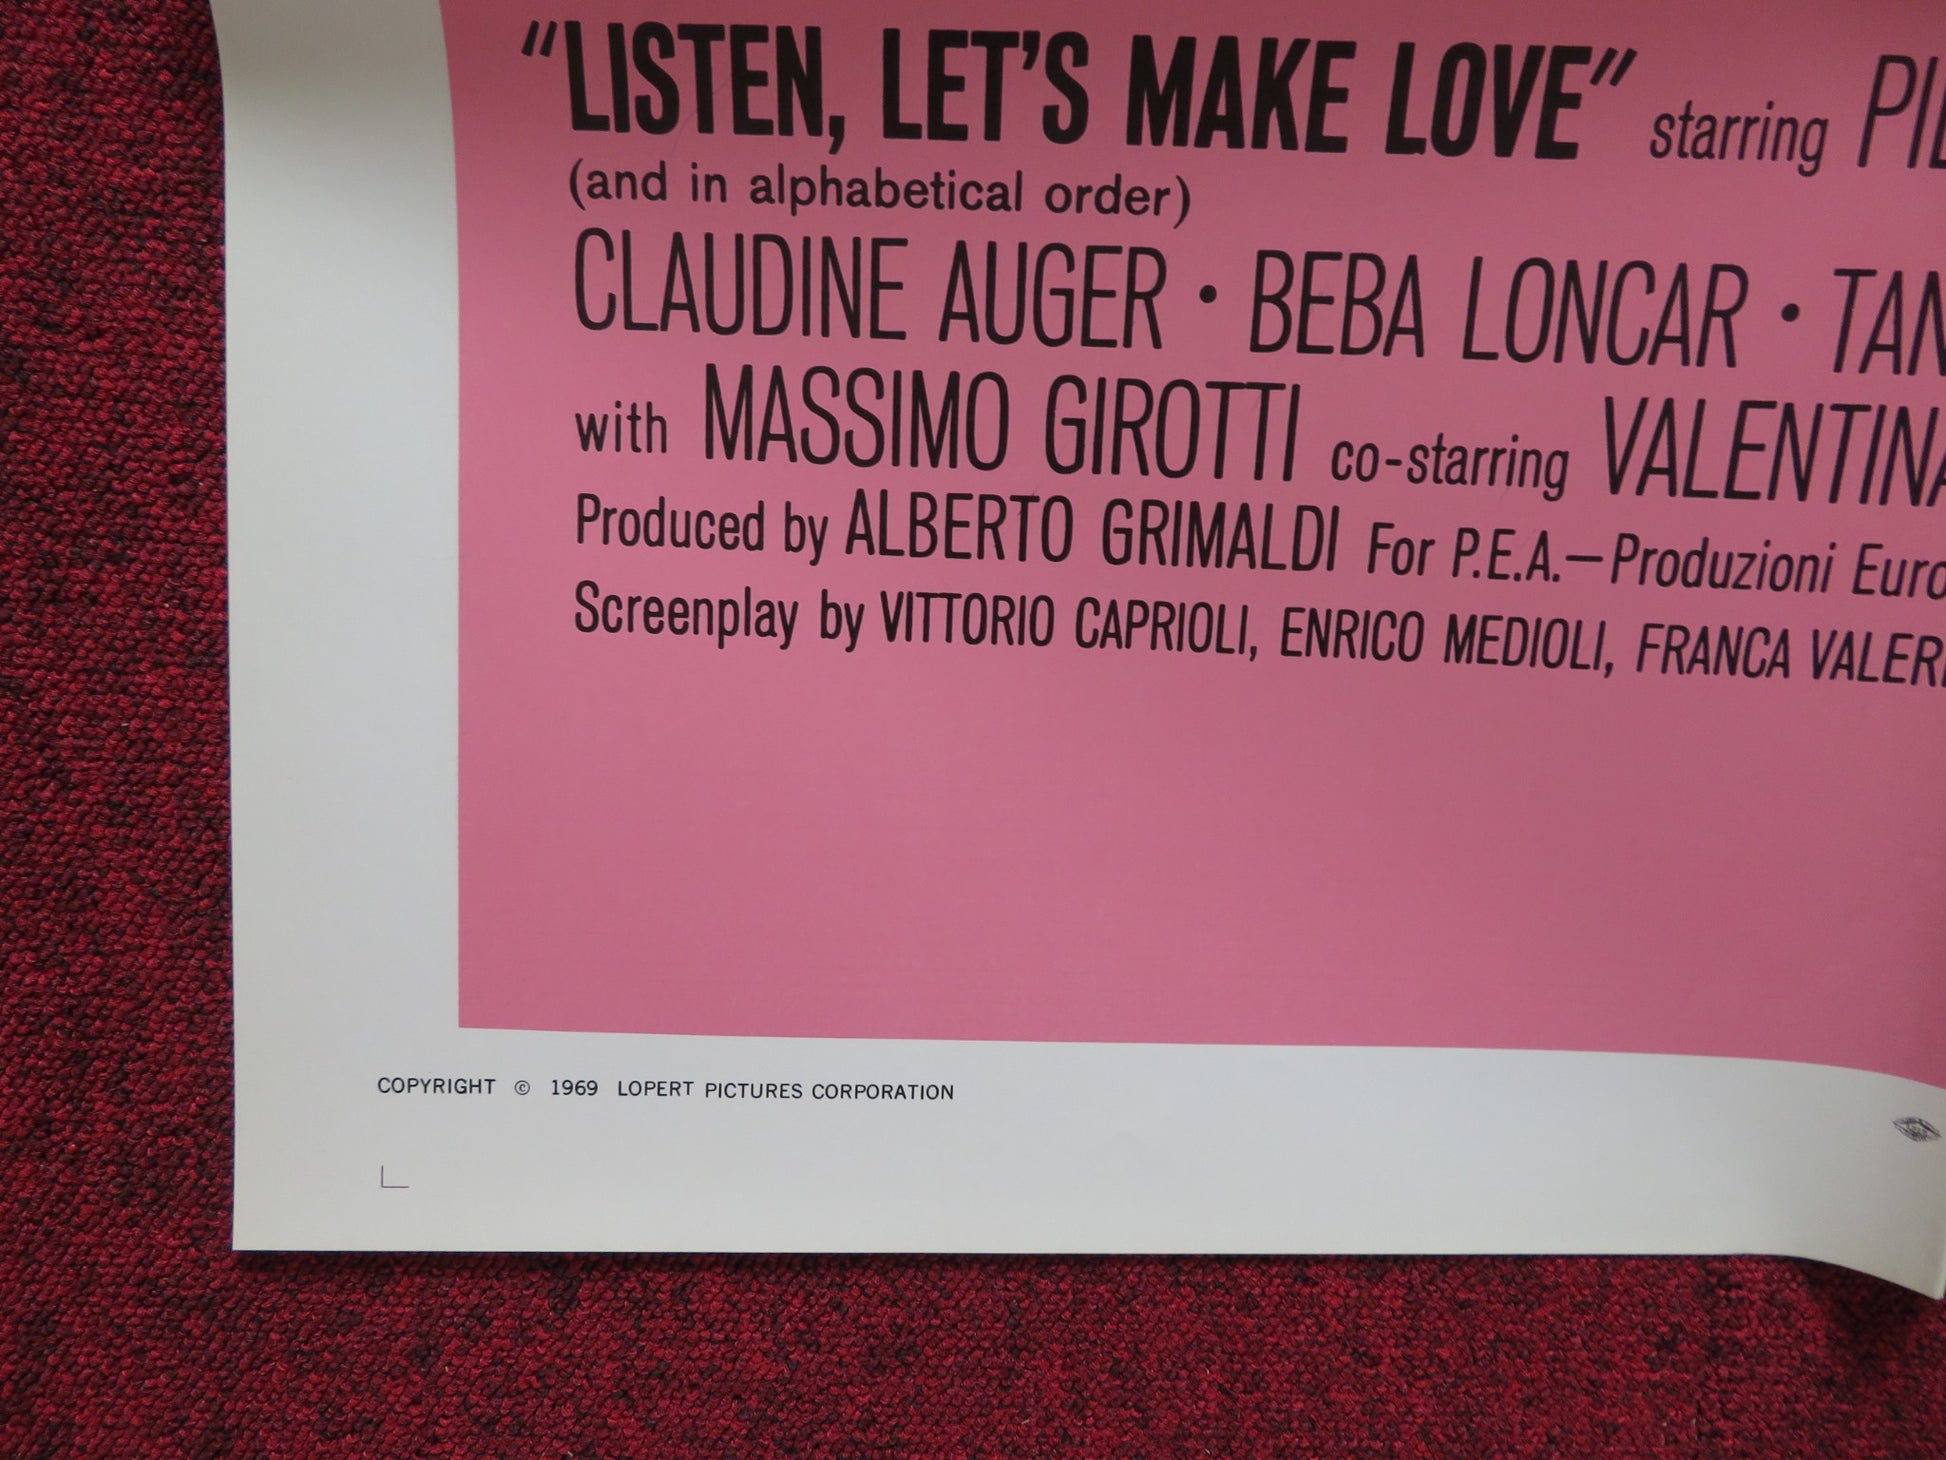 "LISTEN, LET'S MAKE LOVE" starring
(and in alphabetical order)
CLAUDINE AUGER • BEBA LONCAR •
with MASSIMO GIROTTI co-starring
Produced by ALBERTO GRIMALDI For P.E.A.—Produzioni
Screenplay by VITTORIO CAPRIOLI, ENRICO MEDIOLI, FRANCA
COPYRIGHT © 1969 LOPERT PICTURES CORPORATION